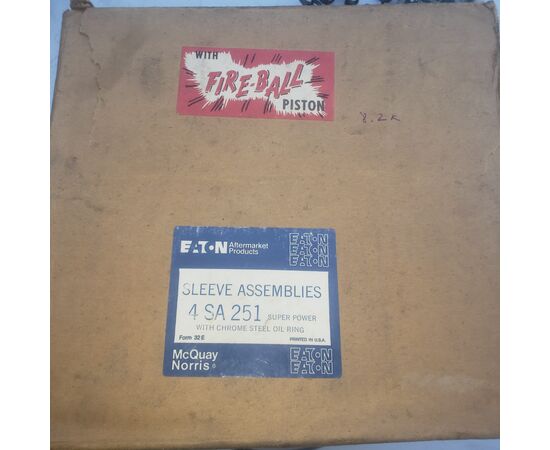 WITH
FIRE-BALL
PISTON
8.2K
EATON Aftermarket Products
EATON
EATON
EATON
SLEEVE ASSEMBLIES
4 SA 251 SUPER POWER
WITH CHROME STEEL OIL RING
Form 32E PRINTED IN U.S.A.
McQuay
Norris®
EATON
EATON